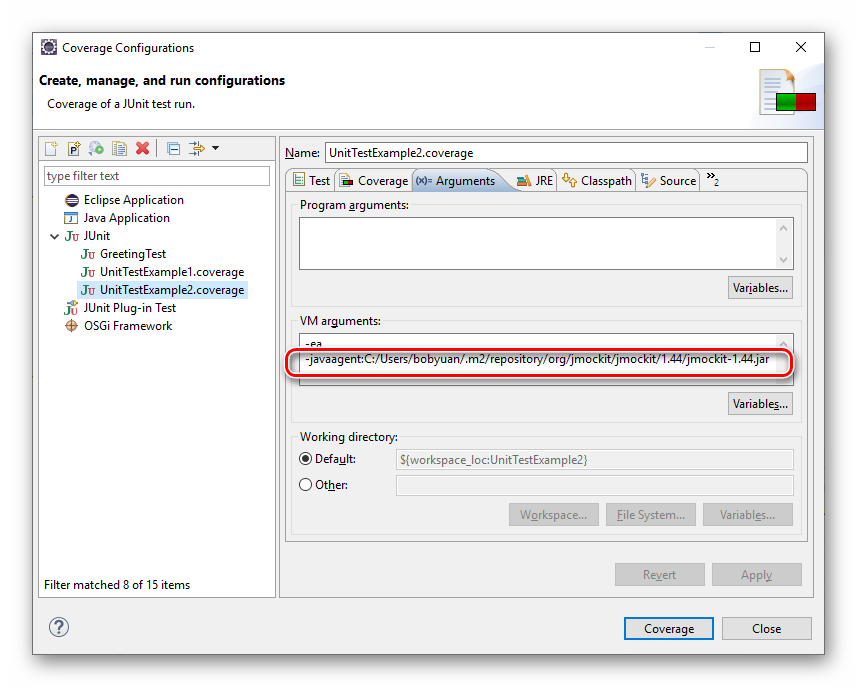 Coverage Configurations
Create, manage, and run configurations
Coverage of a JUnit test run.
type filter text
Eclipse Application
Java Application
JUnit
GreetingTest
UnitTestExample1.coverage
UnitTestExample2.coverage
JUnit Plug-in Test
OSGi Framework
Filter matched 8 of 15 items
Name: UnitTestExample2.coverage
Test Coverage (x)= Arguments JRE Classpath Source »2
Program arguments:
Variables...
VM arguments:
-ea
-javaagent:C:/Users/bobyuan/.m2/repository/org/jmockit/jmockit/1.44/jmockit-1.44.jar
Variables...
Working directory:
Default: ${workspace_loc:UnitTestExample2}
Other:
Workspace... File System... Variables...
Revert Apply
Coverage Close